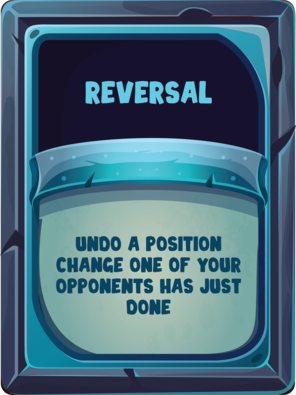 REVERSAL
UNDO A POSITION
CHANGE ONE OF YOUR
OPPONENTS HAS JUST
DONE